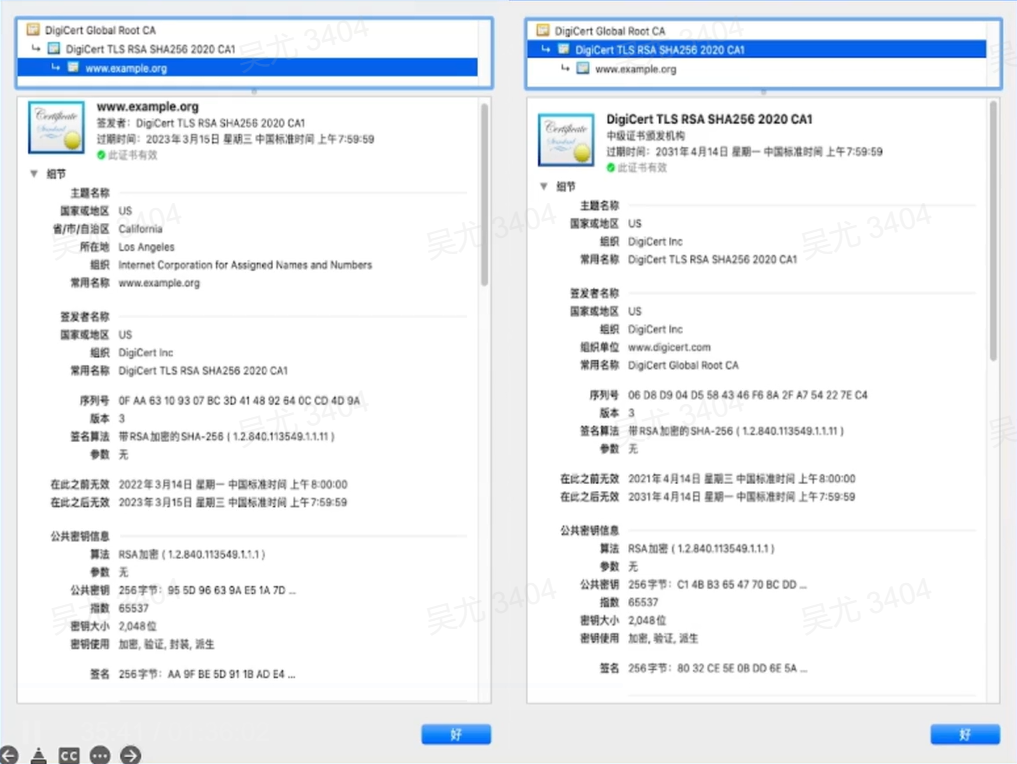 DigiCert Global Root CA
DigiCert TLS RSA SHA256 2020 CA1
www.example.org
www.example.org
签发者：DigiCert TLS RSA SHA256 2020 CA1
过期时间：2023年3月15日 星期三 中国标准时间 上午7:59:59
此证书有效
细节
主题名称
国家或地区 US
省/市/自治区 California
所在地 Los Angeles
组织 Internet Corporation for Assigned Names and Numbers
常用名称 www.example.org
签发者名称
国家或地区 US
组织 DigiCert Inc
常用名称 DigiCert TLS RSA SHA256 2020 CA1
序列号 0F AA 63 10 93 07 BC 3D 41 48 92 64 0C CD 4D 9A
版本 3
签名算法 带RSA加密的SHA-256 ( 1.2.840.113549.1.1.11 )
参数 无
在此之前无效 2022年3月14日 星期一 中国标准时间 上午8:00:00
在此之后无效 2023年3月15日 星期三 中国标准时间 上午7:59:59
公共密钥信息
算法 RSA加密 ( 1.2.840.113549.1.1.1 )
参数 无
公共密钥 256字节：95 5D 96 63 9A E5 1A 7D ...
指数 65537
密钥大小 2,048位
密钥使用 加密, 验证, 封装, 派生
签名 256字节：AA 9F BE 5D 91 1B AD E4 ...
好
DigiCert Global Root CA
DigiCert TLS RSA SHA256 2020 CA1
www.example.org
DigiCert TLS RSA SHA256 2020 CA1
中级证书颁发机构
过期时间：2031年4月14日 星期一 中国标准时间 上午7:59:59
此证书有效
细节
主题名称
国家或地区 US
组织 DigiCert Inc
常用名称 DigiCert TLS RSA SHA256 2020 CA1
签发者名称
国家或地区 US
组织 DigiCert Inc
组织单位 www.digicert.com
常用名称 DigiCert Global Root CA
序列号 06 D8 D9 04 D5 58 43 46 F6 8A 2F A7 54 22 7E C4
版本 3
签名算法 带RSA加密的SHA-256 ( 1.2.840.113549.1.1.11 )
参数 无
在此之前无效 2021年4月14日 星期三 中国标准时间 上午8:00:00
在此之后无效 2031年4月14日 星期一 中国标准时间 上午7:59:59
公共密钥信息
算法 RSA加密 ( 1.2.840.113549.1.1.1 )
参数 无
公共密钥 256字节：C1 4B B3 65 47 70 BC DD ...
指数 65537
密钥大小 2,048位
密钥使用 加密, 验证, 派生
签名 256字节：80 32 CE 5E 0B DD 6E 5A ...
好
吴尤 3404
CC